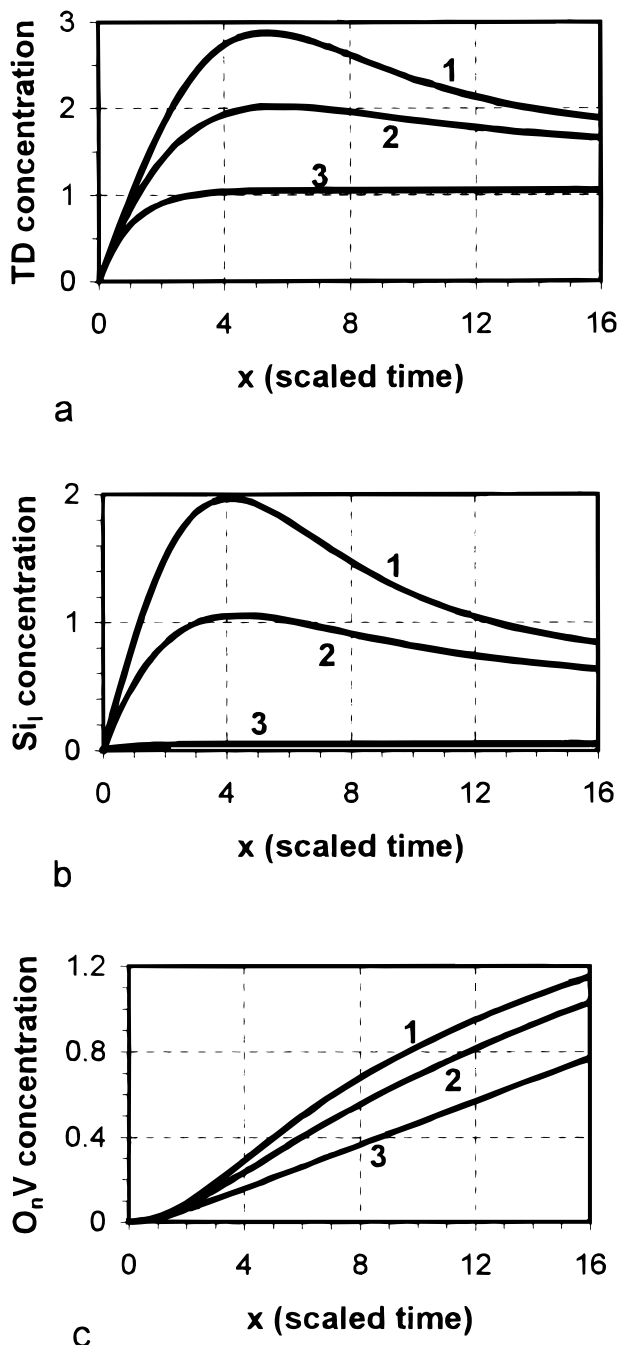 3
2
1
0
TD concentration
1
2
3
0 4 8 12 16
x (scaled time)
a
2
1
0
Siᵢ concentration
1
2
3
0 4 8 12 16
x (scaled time)
b
1.2
0.8
0.4
0
OₙV concentration
1
2
3
0 4 8 12 16
x (scaled time)
c